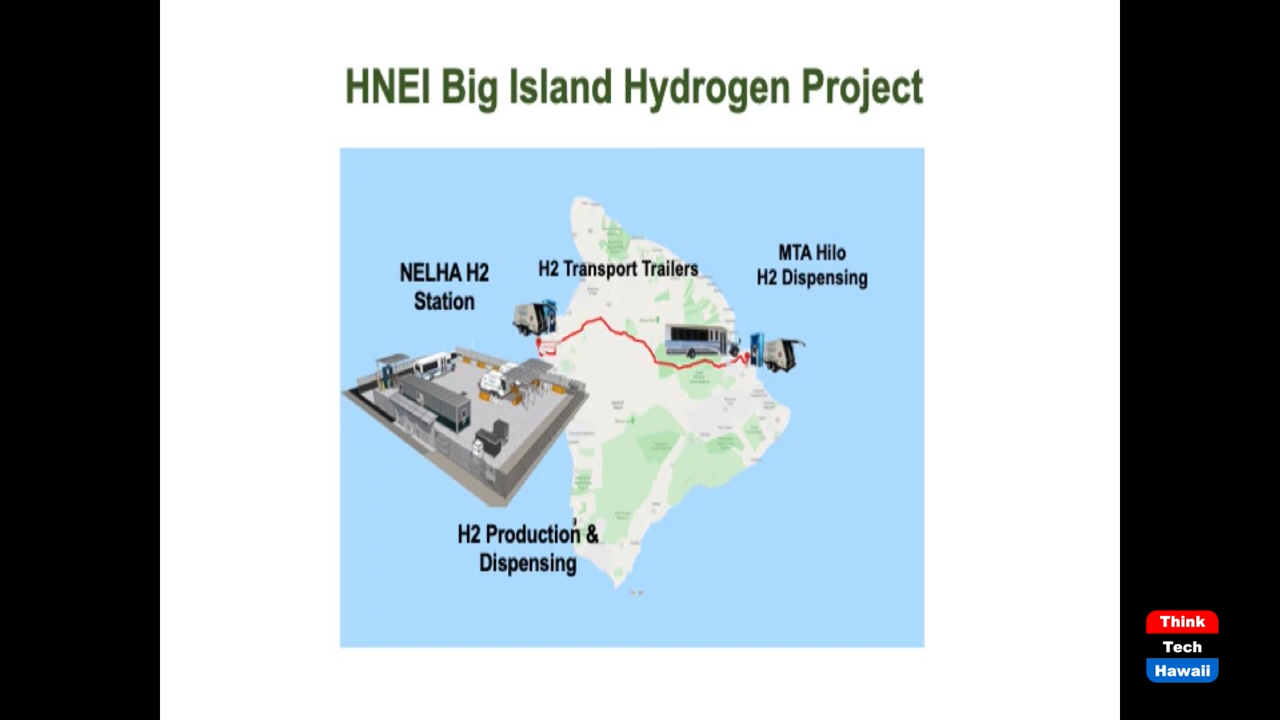 HNEI Big Island Hydrogen Project
NELHA H2
Station
H2 Transport Trailers
MTA Hilo
H2 Dispensing
H2 Production &
Dispensing
Think
Tech
Hawaii